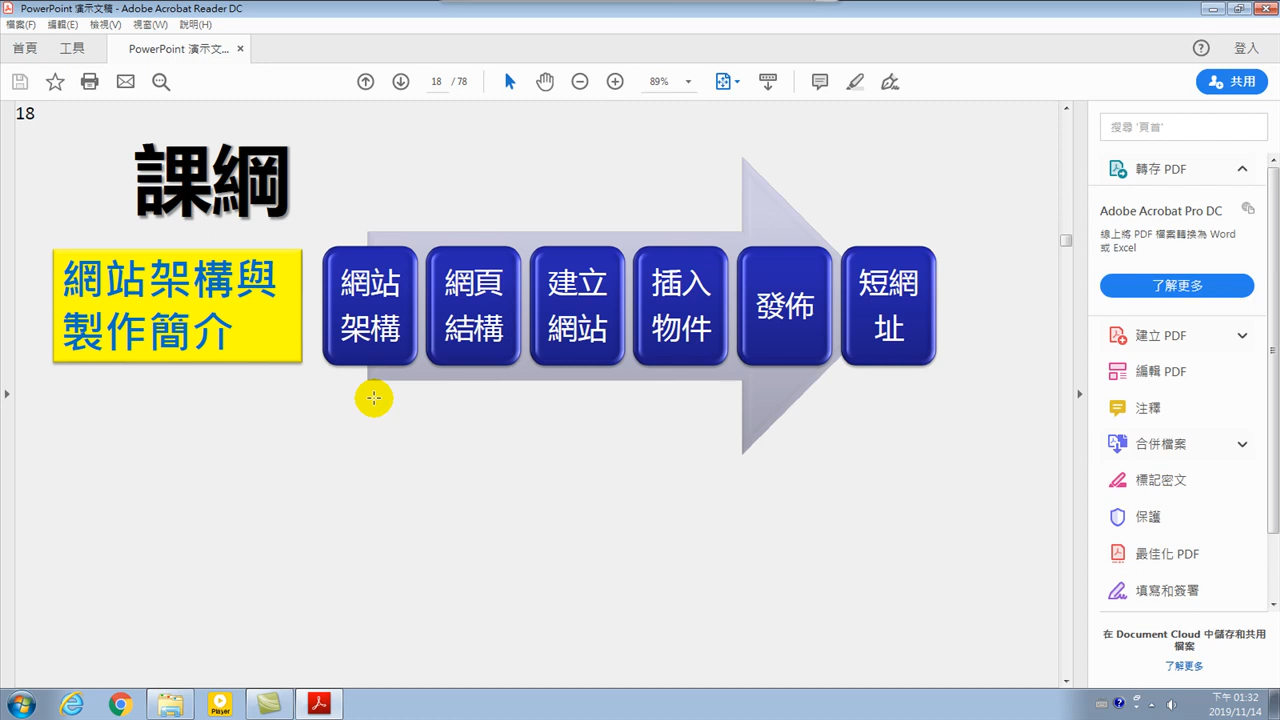 PowerPoint 演示文稿 - Adobe Acrobat Reader DC
檔案(F) 編輯(E) 檢視(V) 視窗(W) 說明(H)
首頁 工具 PowerPoint 演示文... × 登入
18 / 78 89% 共用
18
課綱
網站架構與
製作簡介
網站
架構
網頁
結構
建立
網站
插入
物件
發佈
短網
址
搜尋 '頁首'
轉存 PDF
Adobe Acrobat Pro DC
線上將 PDF 檔案轉換為 Word
或 Excel
了解更多
建立 PDF
編輯 PDF
注釋
合併檔案
標記密文
保護
最佳化 PDF
填寫和簽署
在 Document Cloud 中儲存和共用
檔案
了解更多
Player
下午 01:32
2019/11/14